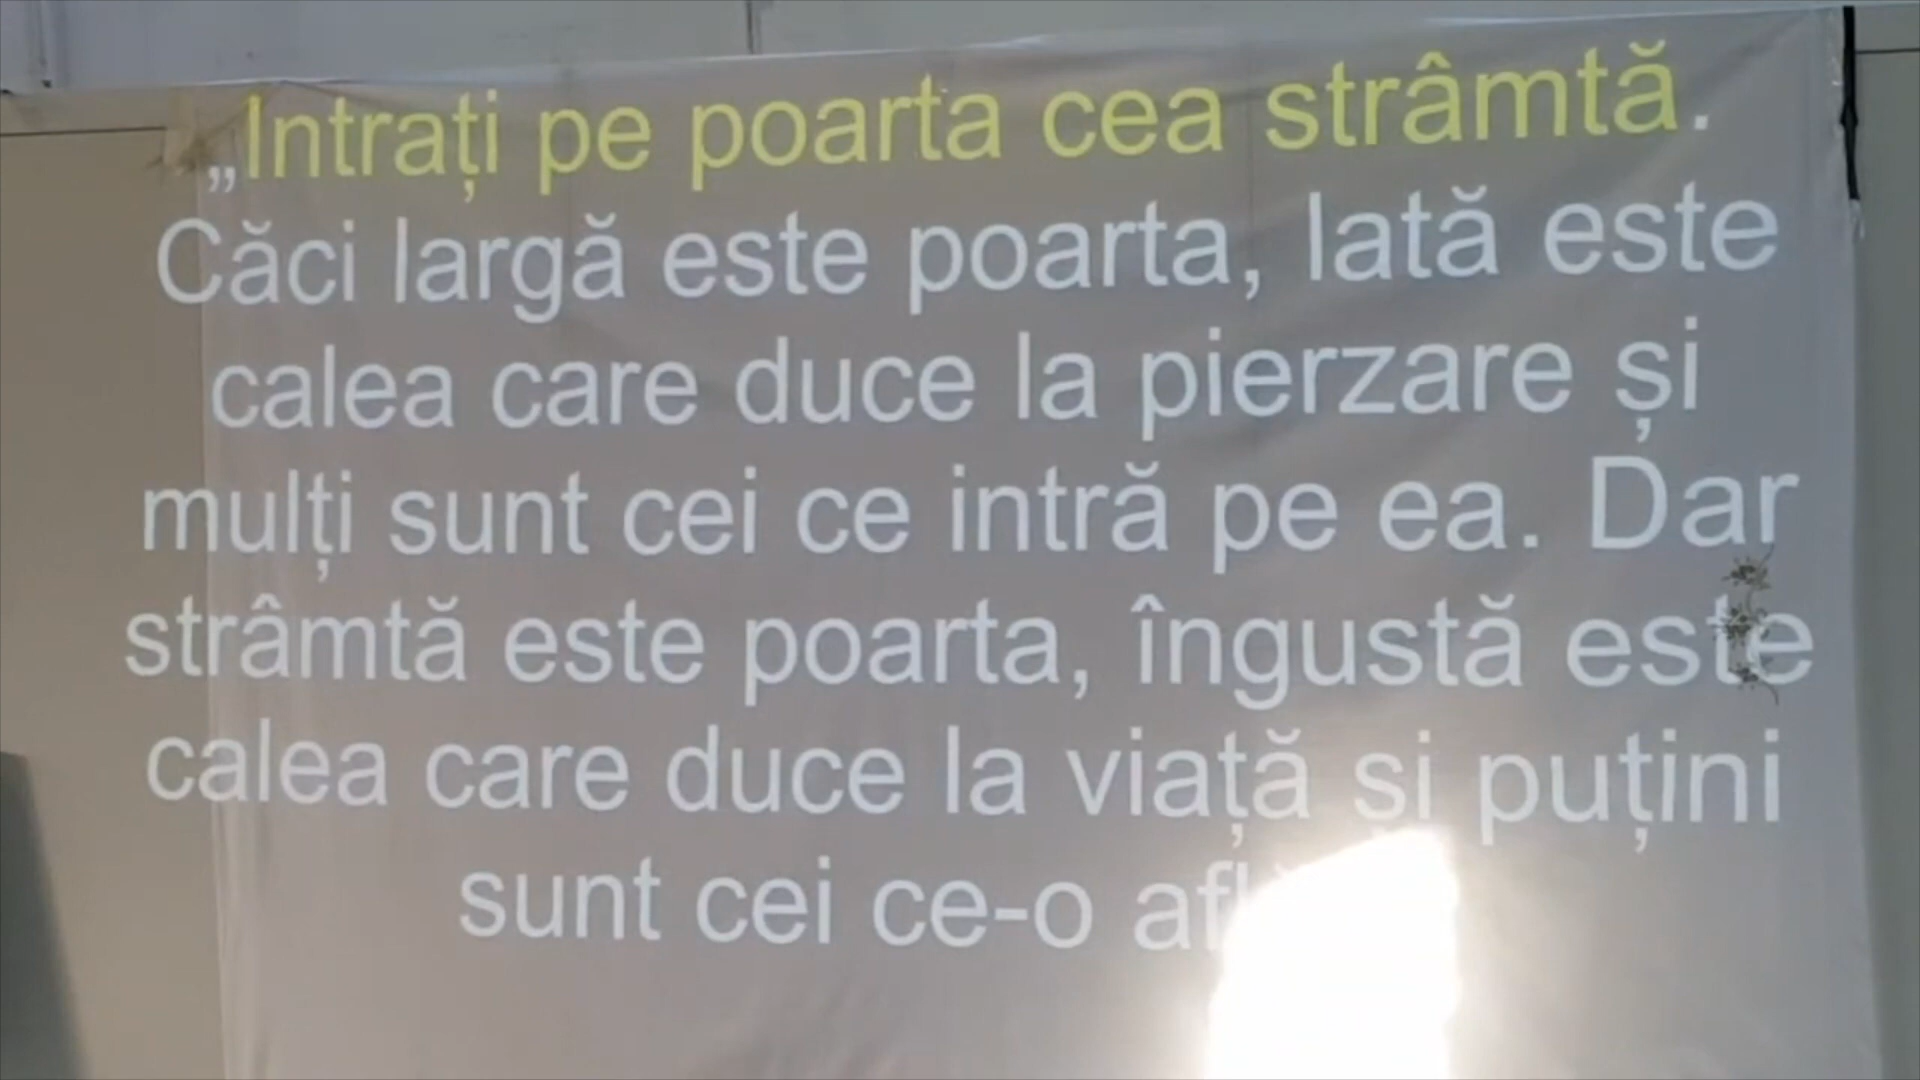 „Intrați pe poarta cea strâmtă.
Căci largă este poarta, lată este
calea care duce la pierzare și
mulți sunt cei ce intră pe ea. Dar
strâmtă este poarta, îngustă este
calea care duce la viață și puțini
sunt cei ce-o